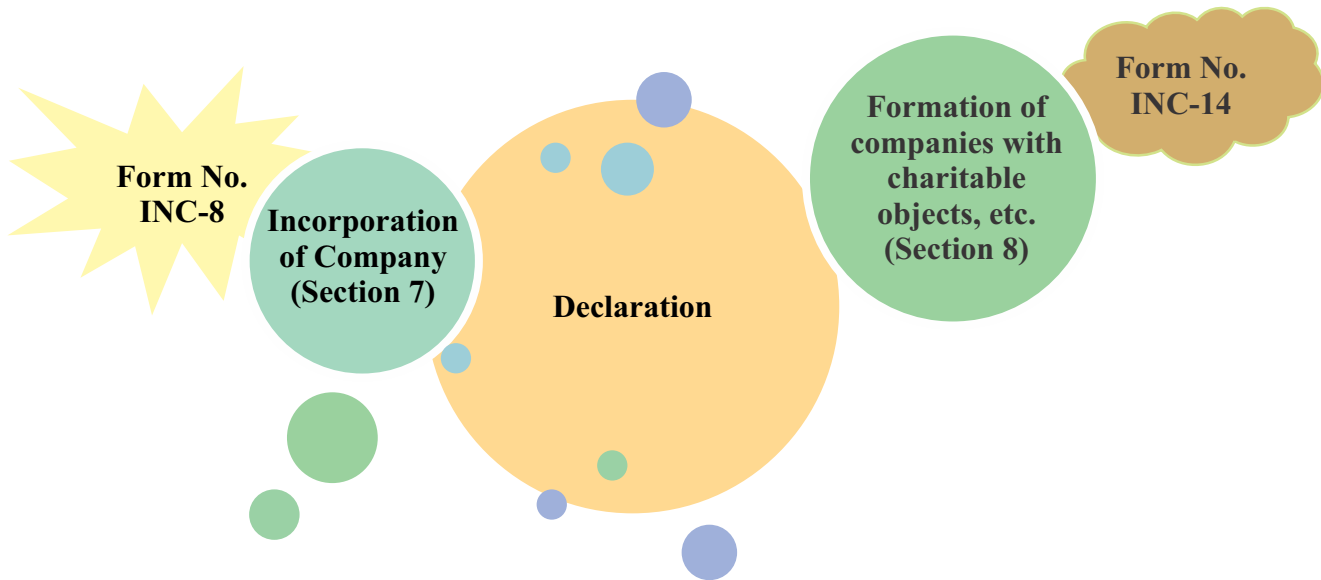 Form No.
INC-8
Incorporation
of Company
(Section 7)
Declaration
Formation of
companies with
charitable
objects, etc.
(Section 8)
Form No.
INC-14